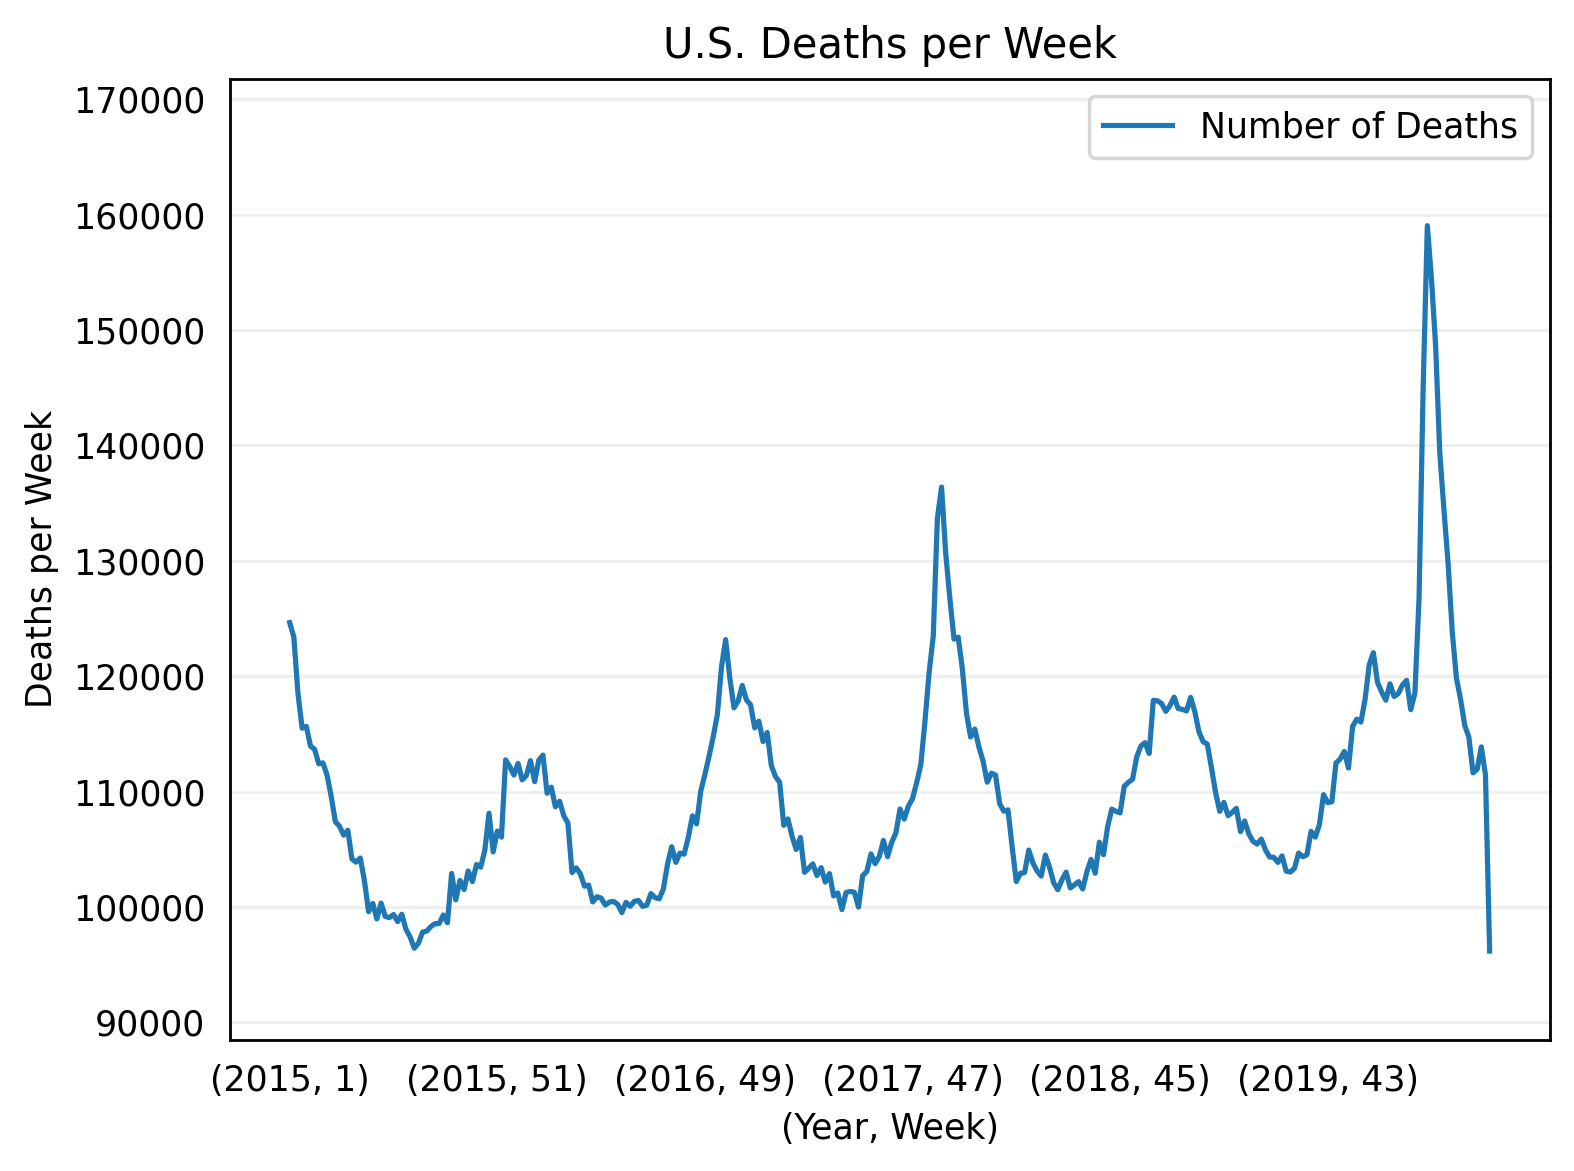 U.S. Deaths per Week
Number of Deaths
170000
160000
150000
140000
130000
120000
110000
100000
90000
Deaths per Week
(2015, 1) (2015, 51) (2016, 49) (2017, 47) (2018, 45) (2019, 43)
(Year, Week)